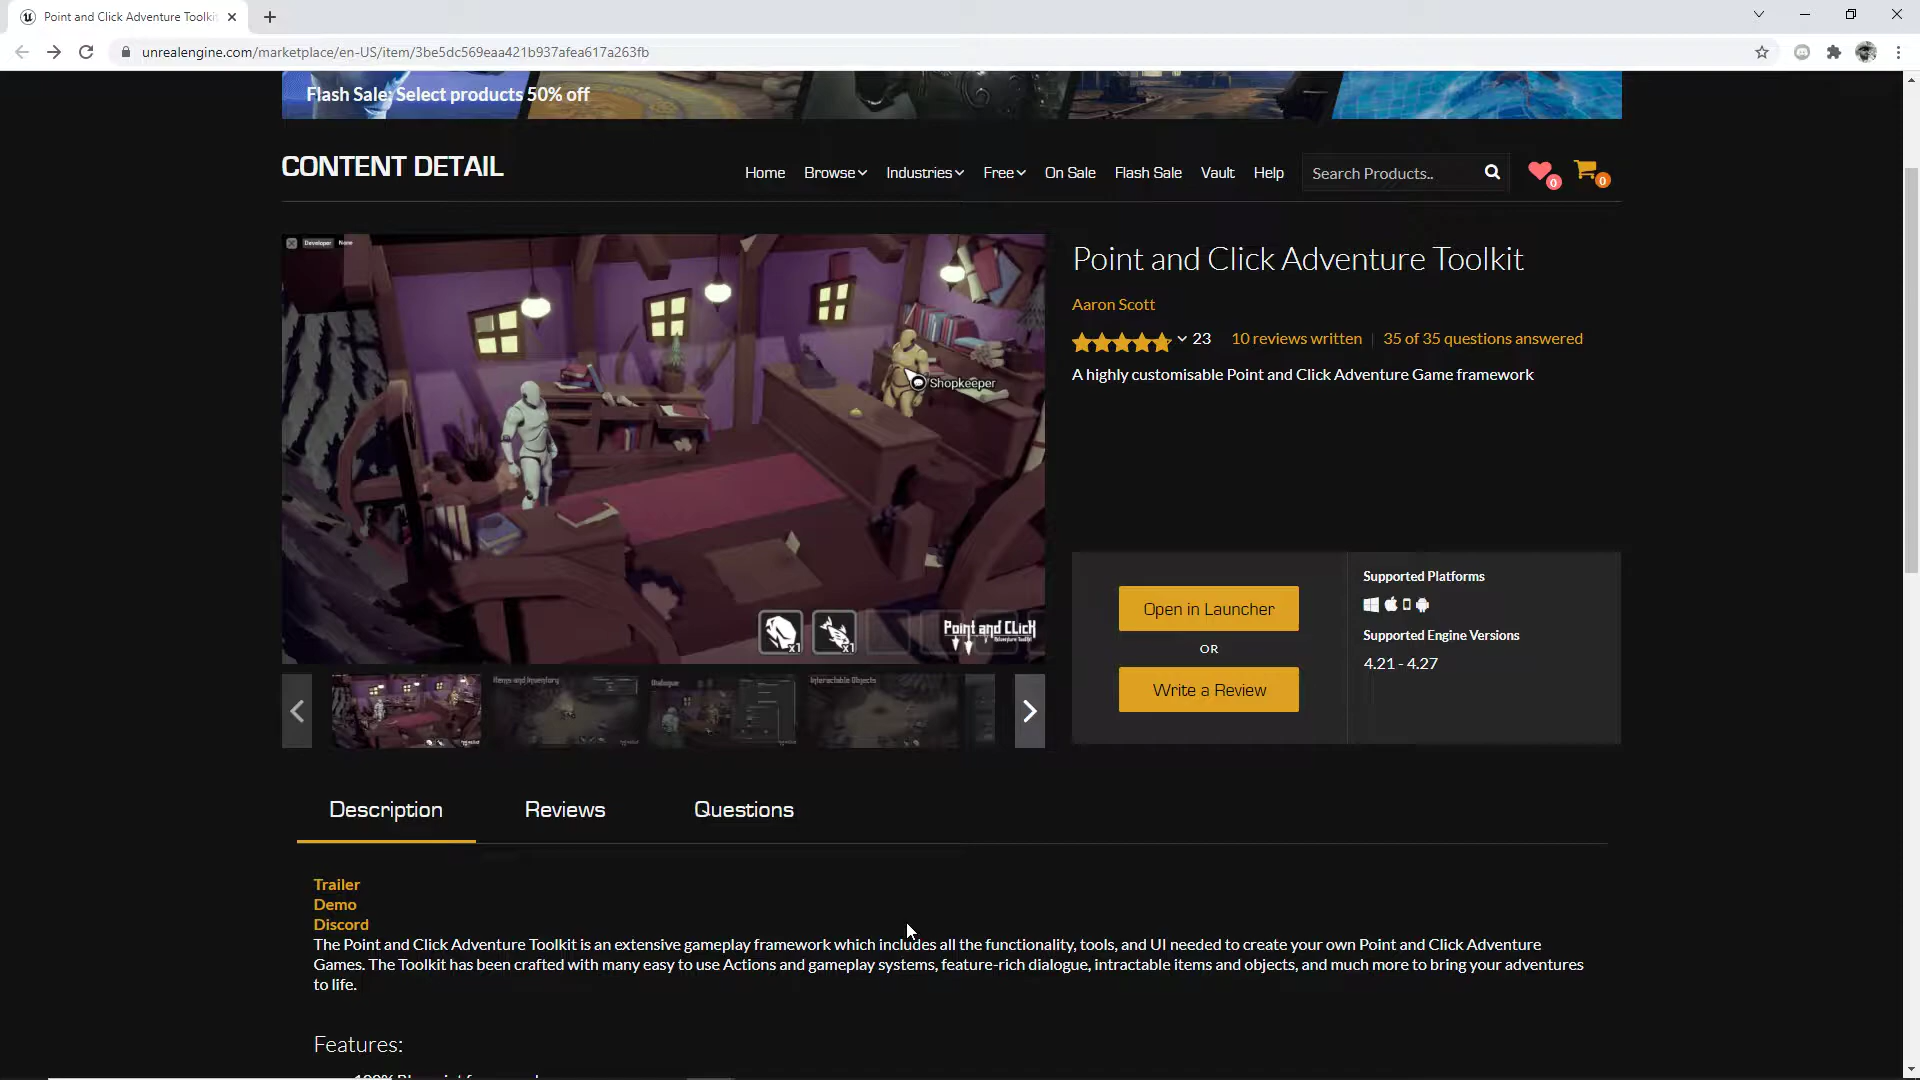 Point and Click Adventure Toolki
unrealengine.com/marketplace/en-US/item/3be5dc569eaa421b937afea617a263fb
Flash Sale: Select products 50% off
CONTENT DETAIL
Home Browse Industries Free On Sale Flash Sale Vault Help Search Products.. 0 0
Developer None
Shopkeeper
x1 x1
Point and Click
Adventure Toolkit
Items and Inventory
Dialogue
Interactable Objects
Point and Click Adventure Toolkit
Aaron Scott
23 10 reviews written | 35 of 35 questions answered
A highly customisable Point and Click Adventure Game framework
Open in Launcher
OR
Write a Review
Supported Platforms
Supported Engine Versions
4.21 - 4.27
Description Reviews Questions
Trailer
Demo
Discord
The Point and Click Adventure Toolkit is an extensive gameplay framework which includes all the functionality, tools, and UI needed to create your own Point and Click Adventure
Games. The Toolkit has been crafted with many easy to use Actions and gameplay systems, feature-rich dialogue, intractable items and objects, and much more to bring your adventures
to life.
Features: